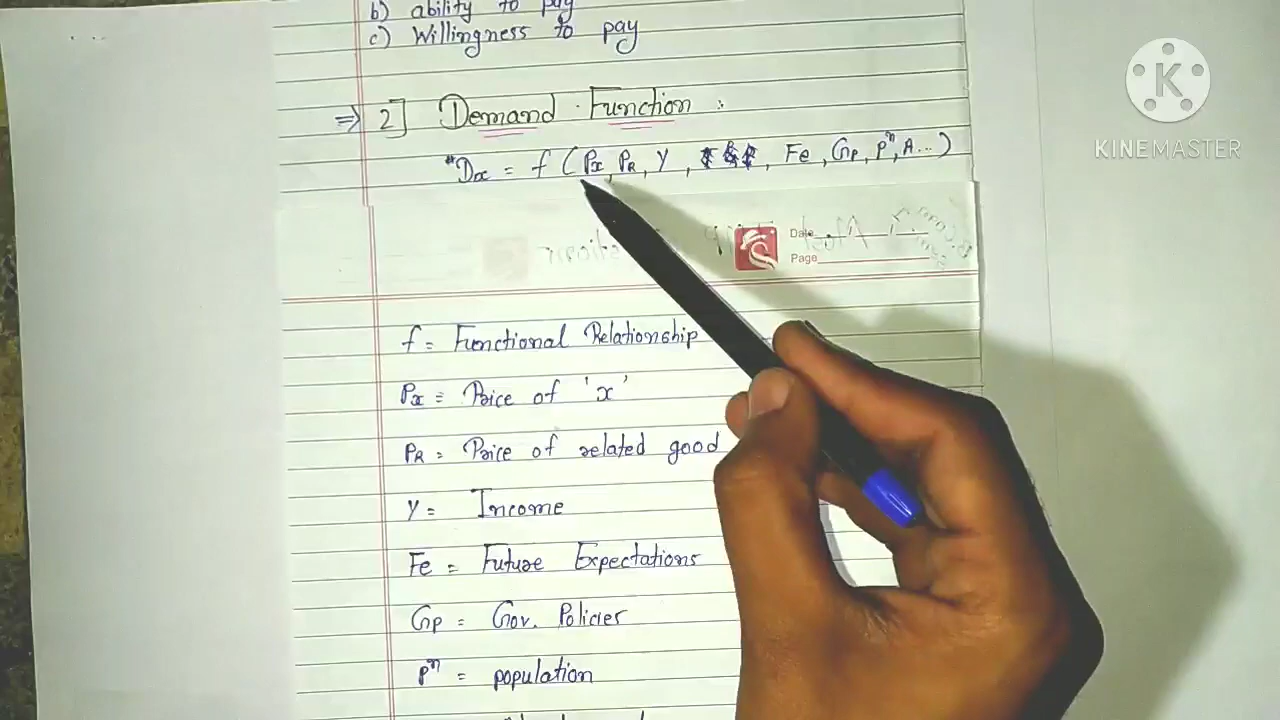 b) ability to pay
c) Willingness to pay
⇒ 2] Demand Function :
"Dx = f (Px, PR, Y, , Fe, Gp, pⁿ, A...)
Date
Page
f = Functional Relationship
Px = Price of 'x'
PR = Price of related good
Y = Income
Fe = Future Expectations
Gp = Gov. Policies
pⁿ = population
K
KINEMASTER